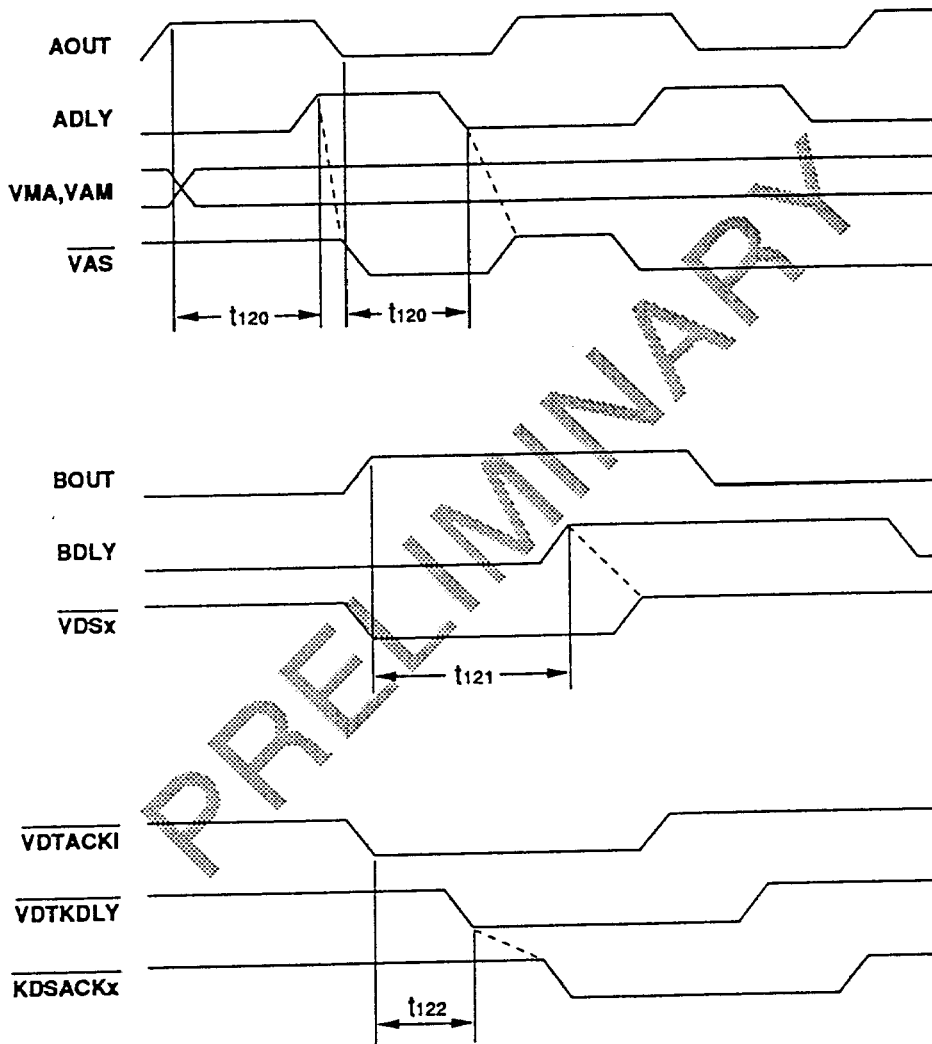 AOUT
ADLY
VMA,VAM
VAS
t120 t120
BOUT
BDLY
VDSx
t121
VDTACKI
VDTKDLY
KDSACKx
t122
PRELIMINARY